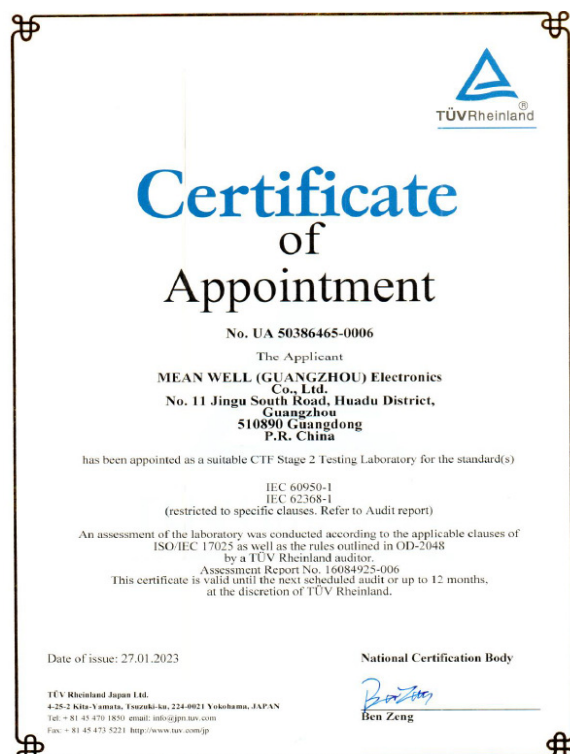 TÜVRheinland
®
Certificate
of
Appointment
No. UA 50386465-0006
The Applicant
MEAN WELL (GUANGZHOU) Electronics
Co., Ltd.
No. 11 Jingu South Road, Huadu District,
Guangzhou
510890 Guangdong
P.R. China
has been appointed as a suitable CTF Stage 2 Testing Laboratory for the standard(s)
IEC 60950-1
IEC 62368-1
(restricted to specific clauses. Refer to Audit report)
An assessment of the laboratory was conducted according to the applicable clauses of
ISO/IEC 17025 as well as the rules outlined in OD-2048
by a TÜV Rheinland auditor.
Assessment Report No. 16084925-006
This certificate is valid until the next scheduled audit or up to 12 months,
at the discretion of TÜV Rheinland.
Date of issue: 27.01.2023
National Certification Body
TÜV Rheinland Japan Ltd.
4-25-2 Kita-Yamata, Tsuzuki-ku, 224-0021 Yokohama, JAPAN
Tel: + 81 45 470 1850 email: info@jpn.tuv.com
Fax: + 81 45 473 5221 http://www.tuv.com/jp
Ben Zeng
Ben Zeng